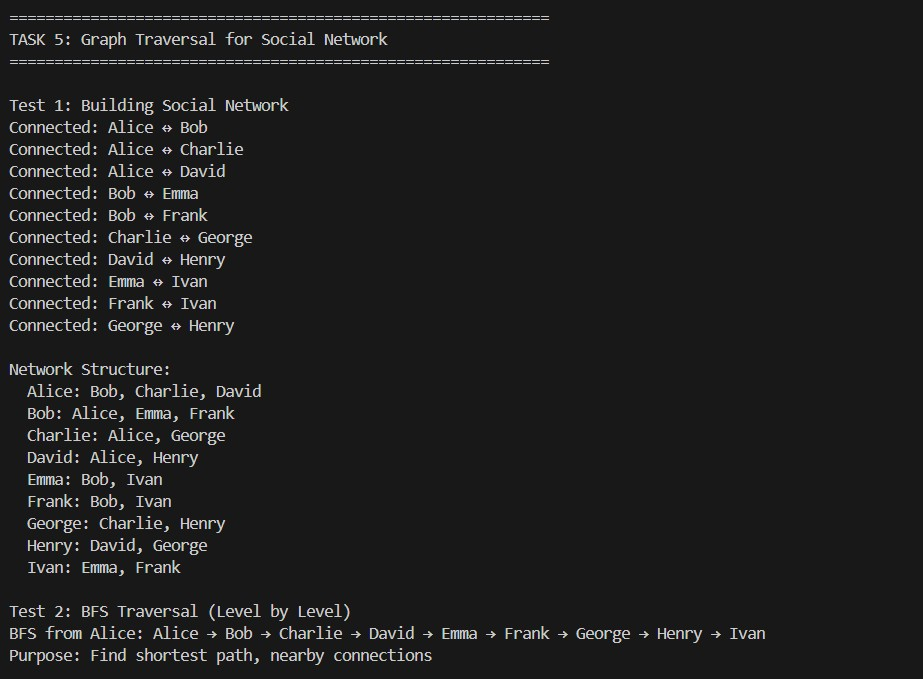 ============================================================
TASK 5: Graph Traversal for Social Network
============================================================
Test 1: Building Social Network
Connected: Alice ↔ Bob
Connected: Alice ↔ Charlie
Connected: Alice ↔ David
Connected: Bob ↔ Emma
Connected: Bob ↔ Frank
Connected: Charlie ↔ George
Connected: David ↔ Henry
Connected: Emma ↔ Ivan
Connected: Frank ↔ Ivan
Connected: George ↔ Henry
Network Structure:
Alice: Bob, Charlie, David
Bob: Alice, Emma, Frank
Charlie: Alice, George
David: Alice, Henry
Emma: Bob, Ivan
Frank: Bob, Ivan
George: Charlie, Henry
Henry: David, George
Ivan: Emma, Frank
Test 2: BFS Traversal (Level by Level)
BFS from Alice: Alice → Bob → Charlie → David → Emma → Frank → George → Henry → Ivan
Purpose: Find shortest path, nearby connections